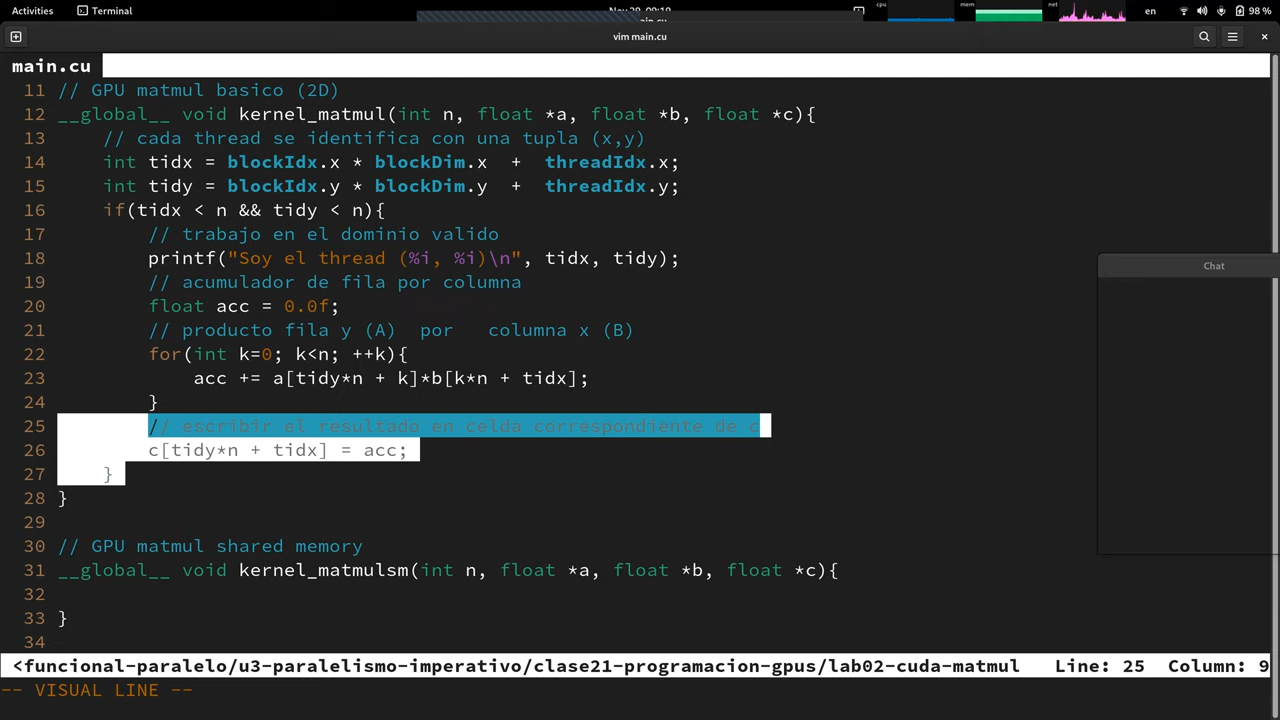 Activities Terminal cpu mem net en 98 %
vim main.cu
main.cu
Chat
11 // GPU matmul basico (2D)
12 __global__ void kernel_matmul(int n, float *a, float *b, float *c){
13 // cada thread se identifica con una tupla (x,y)
14 int tidx = blockIdx.x * blockDim.x + threadIdx.x;
15 int tidy = blockIdx.y * blockDim.y + threadIdx.y;
16 if(tidx < n && tidy < n){
17 // trabajo en el dominio valido
18 printf("Soy el thread (%i, %i)\n", tidx, tidy);
19 // acumulador de fila por columna
20 float acc = 0.0f;
21 // producto fila y (A) por columna x (B)
22 for(int k=0; k<n; ++k){
23 acc += a[tidy*n + k]*b[k*n + tidx];
24 }
25 // escribir el resultado en celda correspondiente de c
26 c[tidy*n + tidx] = acc;
27 }
28 }
29
30 // GPU matmul shared memory
31 __global__ void kernel_matmulsm(int n, float *a, float *b, float *c){
32
33 }
34
<funcional-paralelo/u3-paralelismo-imperativo/clase21-programacion-gpus/lab02-cuda-matmul Line: 25 Column: 9
-- VISUAL LINE --